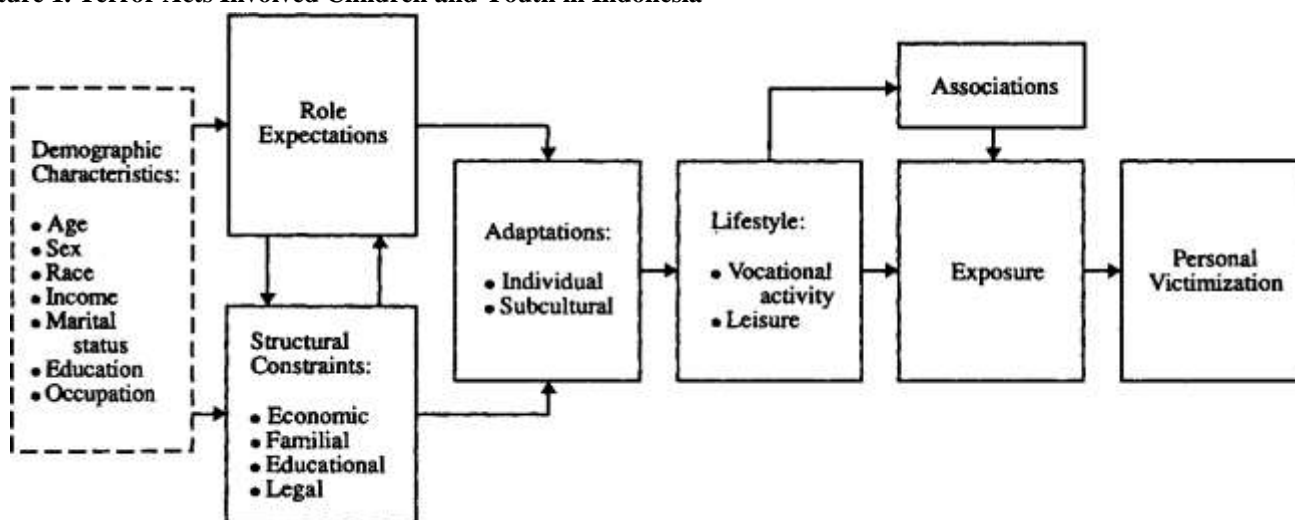 Terror Acts Involved Children and Youth in Indonesia
Demographic
Characteristics:
• Age
• Sex
• Race
• Income
• Marital
status
• Education
• Occupation
Role
Expectations
Structural
Constraints:
• Economic
• Familial
• Educational
• Legal
Adaptations:
• Individual
• Subcultural
Lifestyle:
• Vocational
activity
• Leisure
Associations
Exposure
Personal
Victimization